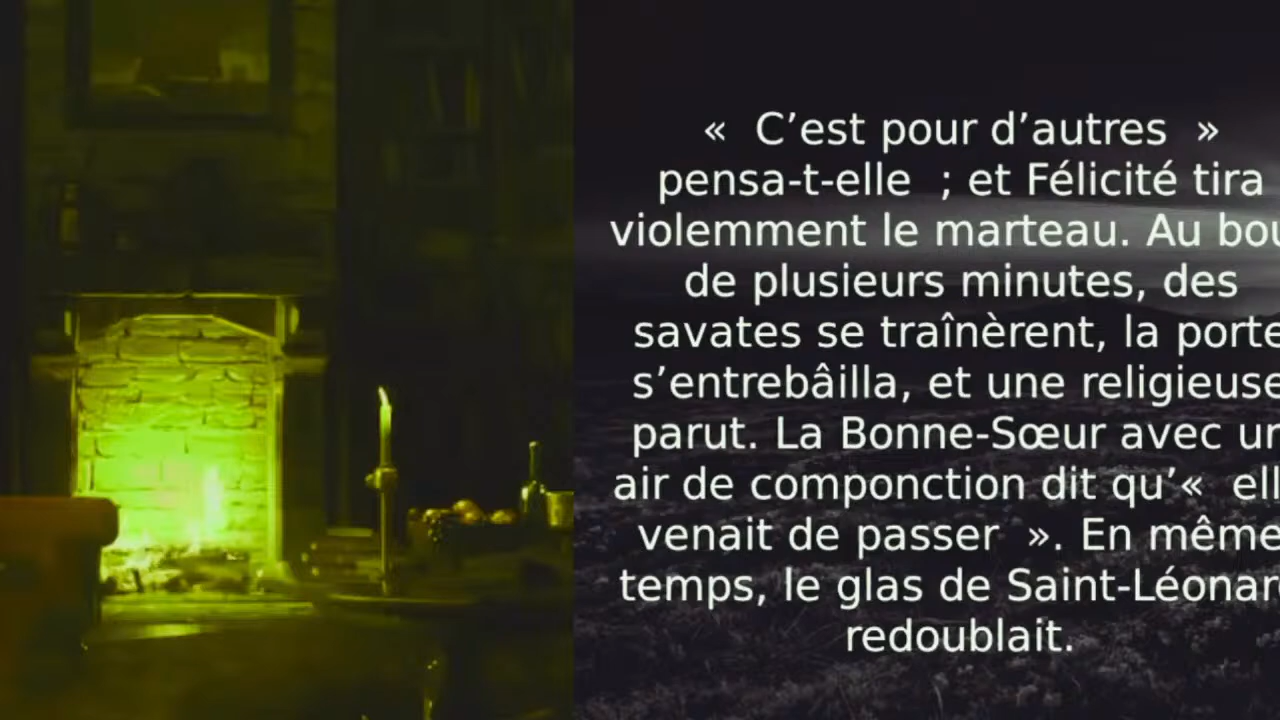 «  C’est pour d’autres  »
pensa-t-elle  ; et Félicité tira
violemment le marteau. Au bou
de plusieurs minutes, des
savates se traînèrent, la porte
s’entrebâilla, et une religieuse
parut. La Bonne-Sœur avec un
air de componction dit qu’«  ell
venait de passer  ». En même
temps, le glas de Saint-Léonar
redoublait.